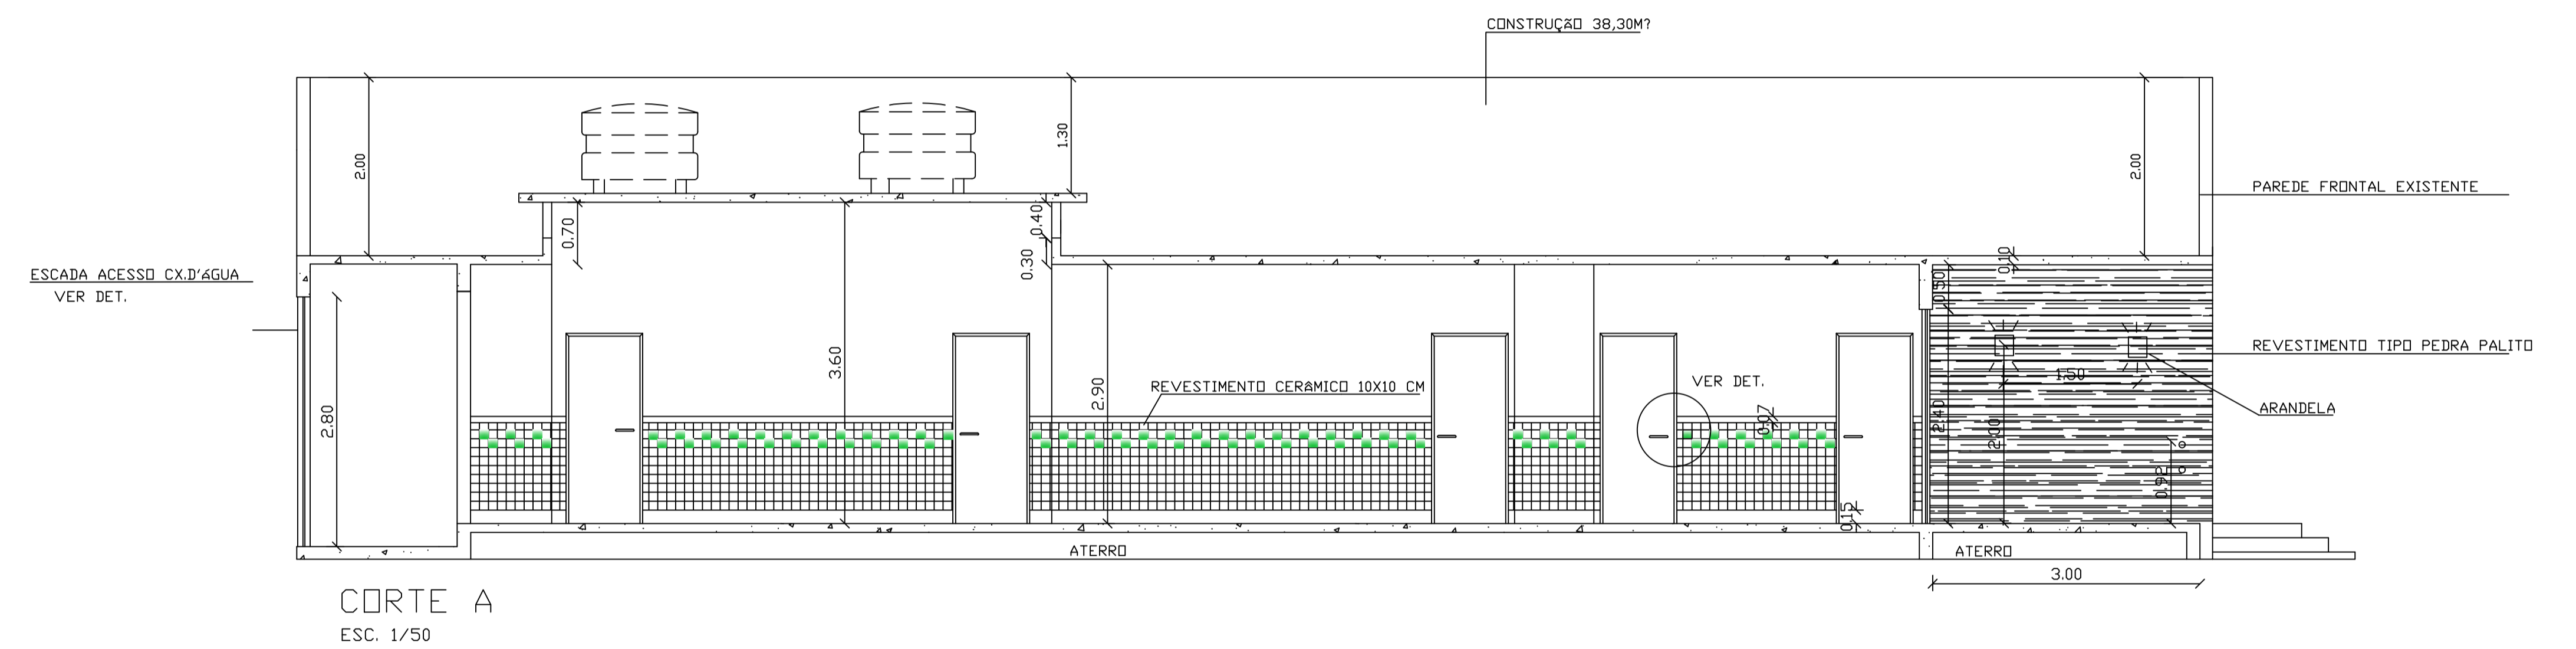 CONSTRUÇÃO 38,30M?
2.00
1.30
2.00
PAREDE FRONTAL EXISTENTE
0.70
0.40
0.30
0.10
ESCADA ACESSO CX.D'ÁGUA
VER DET.
0.50
REVESTIMENTO TIPO PEDRA PALITO
3.60
2.90
REVESTIMENTO CERÂMICO 10X10 CM
VER DET.
1.50
ARANDELA
2.80
0.07
2.40
2.00
0.92
0.15
ATERRO
ATERRO
3.00
CORTE A
ESC. 1/50